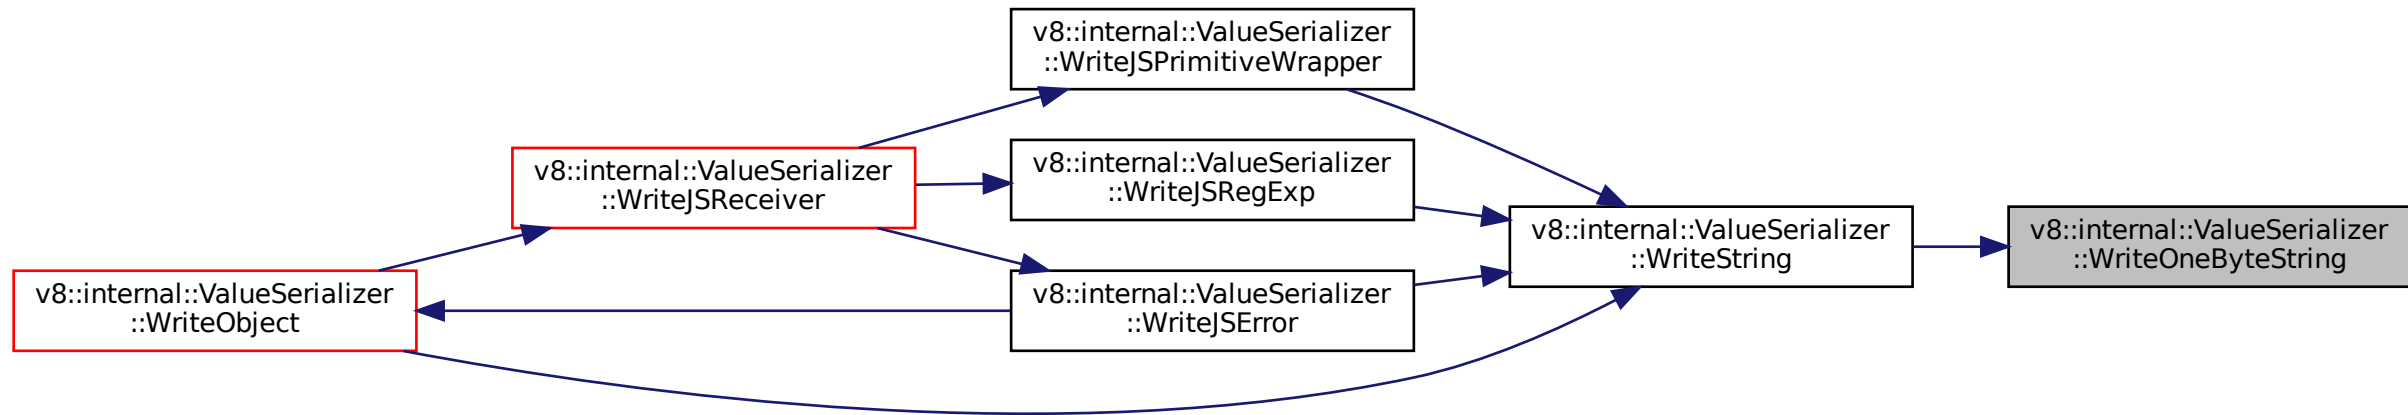 v8::internal::ValueSerializer
::WriteJSPrimitiveWrapper
v8::internal::ValueSerializer
::WriteJSReceiver
v8::internal::ValueSerializer
::WriteJSRegExp
v8::internal::ValueSerializer
::WriteString
v8::internal::ValueSerializer
::WriteOneByteString
v8::internal::ValueSerializer
::WriteObject
v8::internal::ValueSerializer
::WriteJSError